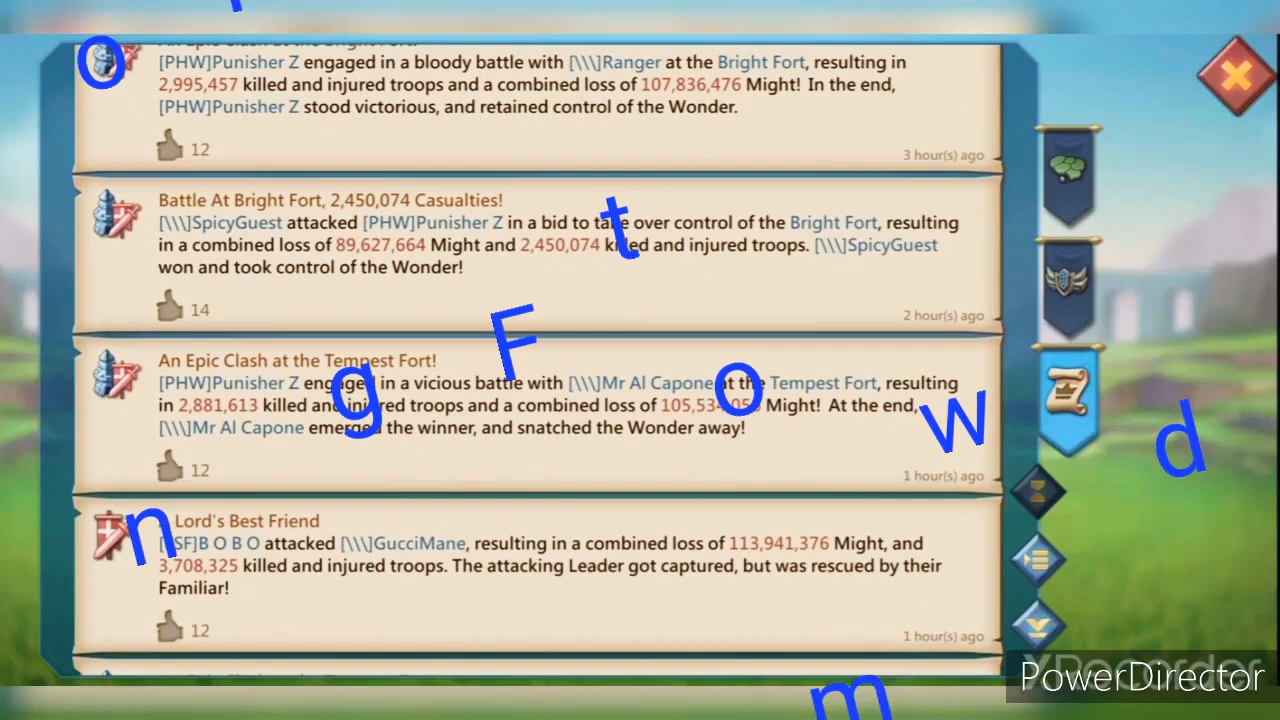 [PHW]Punisher Z engaged in a bloody battle with [\\\]Ranger at the Bright Fort, resulting in
2,995,457 killed and injured troops and a combined loss of 107,836,476 Might! In the end,
[PHW]Punisher Z stood victorious, and retained control of the Wonder.
12
3 hour(s) ago
Battle At Bright Fort, 2,450,074 Casualties!
[\\\]SpicyGuest attacked [PHW]Punisher Z in a bid to take over control of the Bright Fort, resulting
in a combined loss of 89,627,664 Might and 2,450,074 killed and injured troops. [\\\]SpicyGuest
won and took control of the Wonder!
14
2 hour(s) ago
An Epic Clash at the Tempest Fort!
[PHW]Punisher Z engaged in a vicious battle with [\\\]Mr Al Capone at the Tempest Fort, resulting
in 2,881,613 killed and injured troops and a combined loss of Might! At the end,
[\\\]Mr Al Capone emerged the winner, and snatched the Wonder away!
12
1 hour(s) ago
Lord's Best Friend
B O B O attacked [\\\]GucciMane, resulting in a combined loss of 113,941,376 Might, and
3,708,325 killed and injured troops. The attacking Leader got captured, but was rescued by their
Familiar!
12
1 hour(s) ago
o
t
F
g
o
w
d
n
m
XRecorder
PowerDirector